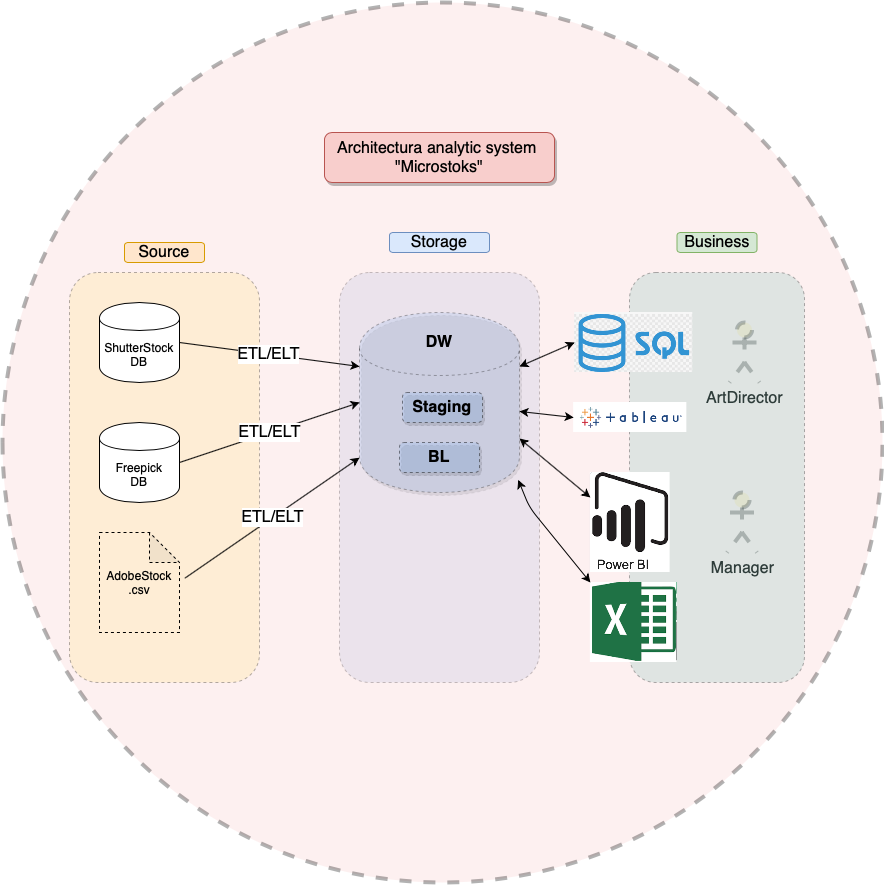 Architectura analytic system
"Microstoks"
Source
Storage
Business
ShutterStock
DB
ETL/ELT
DW
SQL
ArtDirector
Staging
tableau
Freepick
DB
ETL/ELT
BL
ETL/ELT
AdobeStock
.csv
Power BI
Manager
X